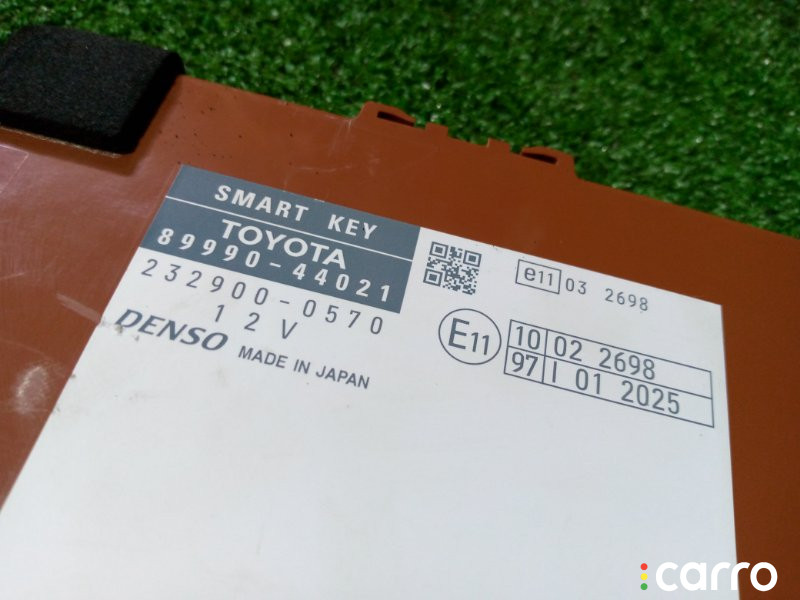 SMART KEY
TOYOTA
89990-44021
232900-0570
12V
DENSO MADE IN JAPAN
e11 03 2698
E11
10 02 2698
97 I 01 2025
carro